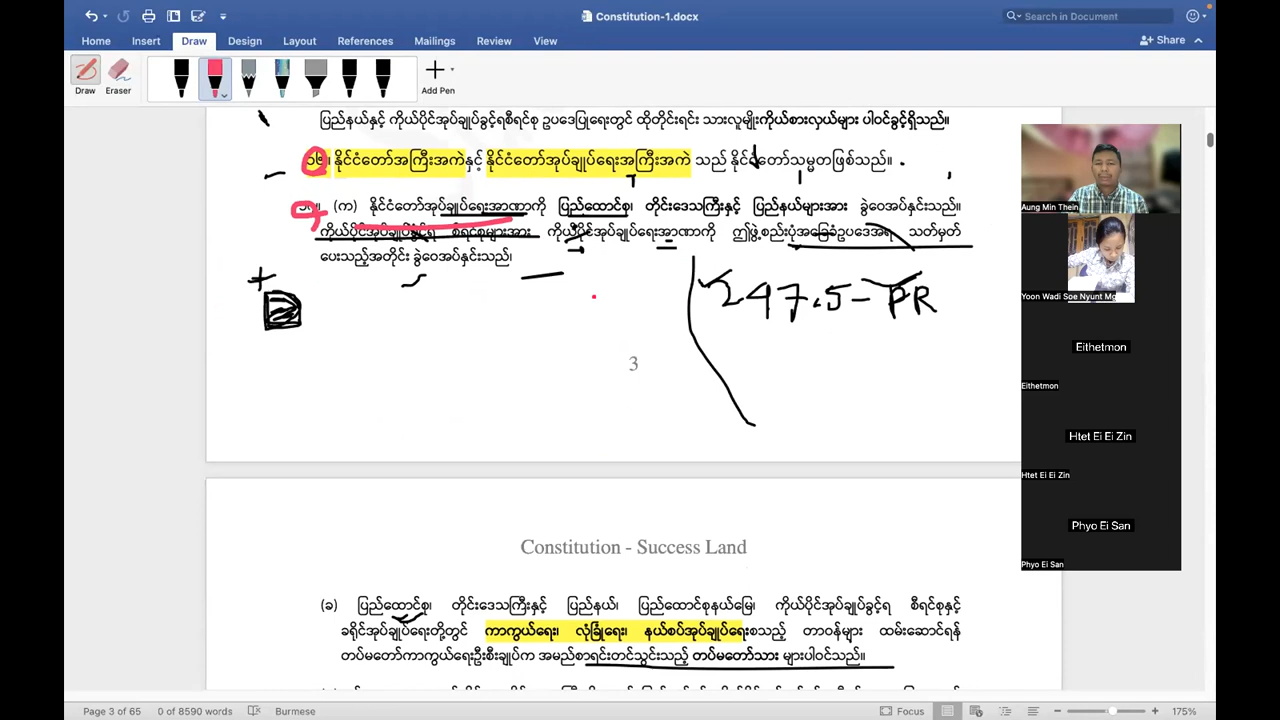 Constitution-1.docx
Search in Document
Home Insert Draw Design Layout References Mailings Review View
Share
Draw Eraser Add Pen
ပြည်နယ်နှင့် ကိုယ်ပိုင်အုပ်ချုပ်ခွင့်ရစီရင်စု ဥပဒေပြုရေးတွင် ထိုတိုင်းရင်း သားလူမျိုးကိုယ်စားလှယ်များ ပါဝင်ခွင့်ရှိသည်။
၁၆။ နိုင်ငံတော်အကြီးအကဲနှင့် နိုင်ငံတော်အုပ်ချုပ်ရေးအကြီးအကဲ သည် နိုင်ငံတော်သမ္မတဖြစ်သည်။
(က) နိုင်ငံတော်အုပ်ချုပ်ရေးအာဏာကို ပြည်ထောင်စု၊ တိုင်းဒေသကြီးနှင့် ပြည်နယ်များအား ခွဲဝေအပ်နှင်းသည်။
ကိုယ်ပိုင်အုပ်ချုပ်ခွင့်ရ စီရင်စုများအား ကိုယ်ပိုင်အုပ်ချုပ်ရေးအာဏာကို ဤဖွဲ့စည်းပုံအခြေခံဥပဒေအရ သတ်မှတ်
ပေးသည့်အတိုင်း ခွဲဝေအပ်နှင်းသည်၊
247.5-PR
3
Constitution - Success Land
(ခ) ပြည်ထောင်စု၊ တိုင်းဒေသကြီးနှင့် ပြည်နယ်၊ ပြည်ထောင်စုနယ်မြေ၊ ကိုယ်ပိုင်အုပ်ချုပ်ခွင့်ရ စီရင်စုနှင့်
ခရိုင်အုပ်ချုပ်ရေးတို့တွင် ကာကွယ်ရေး၊ လုံခြုံရေး၊ နယ်စပ်အုပ်ချုပ်ရေးစသည့် တာဝန်များ ထမ်းဆောင်ရန်
တပ်မတော်ကာကွယ်ရေးဦးစီးချုပ်က အမည်စာရင်းတင်သွင်းသည့် တပ်မတော်သား များပါဝင်သည်။
Aung Min Thein
Yoon Wadi Soe Nyunt Mg
Eithetmon
Eithetmon
Htet Ei Ei Zin
Htet Ei Ei Zin
Phyo Ei San
Phyo Ei San
Page 3 of 65 0 of 8590 words Burmese Focus 175%